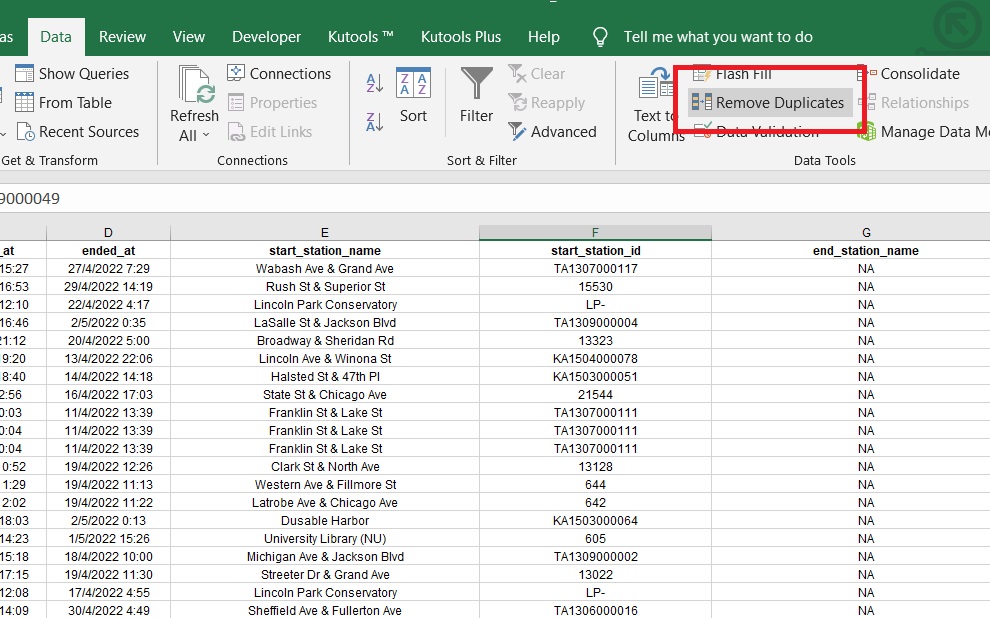 as Data Review View Developer Kutools ™ Kutools Plus Help Tell me what you want to do
Show Queries
From Table
Recent Sources
Get & Transform
Refresh
All
Connections
Properties
Edit Links
Connections
Sort
Filter
Clear
Reapply
Advanced
Sort & Filter
Text to
Columns
Flash Fill
Remove Duplicates
Data Validation
Consolidate
Relationships
Manage Data Mo
Data Tools
9000049
D E F G
_at ended_at start_station_name start_station_id end_station_name
15:27 27/4/2022 7:29 Wabash Ave & Grand Ave TA1307000117 NA
16:53 29/4/2022 14:19 Rush St & Superior St 15530 NA
12:10 22/4/2022 4:17 Lincoln Park Conservatory LP- NA
16:46 2/5/2022 0:35 LaSalle St & Jackson Blvd TA1309000004 NA
21:12 20/4/2022 5:00 Broadway & Sheridan Rd 13323 NA
19:20 13/4/2022 22:06 Lincoln Ave & Winona St KA1504000078 NA
8:40 14/4/2022 14:18 Halsted St & 47th Pl KA1503000051 NA
2:56 16/4/2022 17:03 State St & Chicago Ave 21544 NA
0:03 11/4/2022 13:39 Franklin St & Lake St TA1307000111 NA
0:04 11/4/2022 13:39 Franklin St & Lake St TA1307000111 NA
0:04 11/4/2022 13:39 Franklin St & Lake St TA1307000111 NA
0:52 19/4/2022 12:26 Clark St & North Ave 13128 NA
1:29 19/4/2022 11:13 Western Ave & Fillmore St 644 NA
2:02 19/4/2022 11:22 Latrobe Ave & Chicago Ave 642 NA
18:03 2/5/2022 0:13 Dusable Harbor KA1503000064 NA
14:23 1/5/2022 15:26 University Library (NU) 605 NA
15:18 18/4/2022 10:00 Michigan Ave & Jackson Blvd TA1309000002 NA
17:15 19/4/2022 11:30 Streeter Dr & Grand Ave 13022 NA
12:08 17/4/2022 4:55 Lincoln Park Conservatory LP- NA
14:09 30/4/2022 4:49 Sheffield Ave & Fullerton Ave TA1306000016 NA